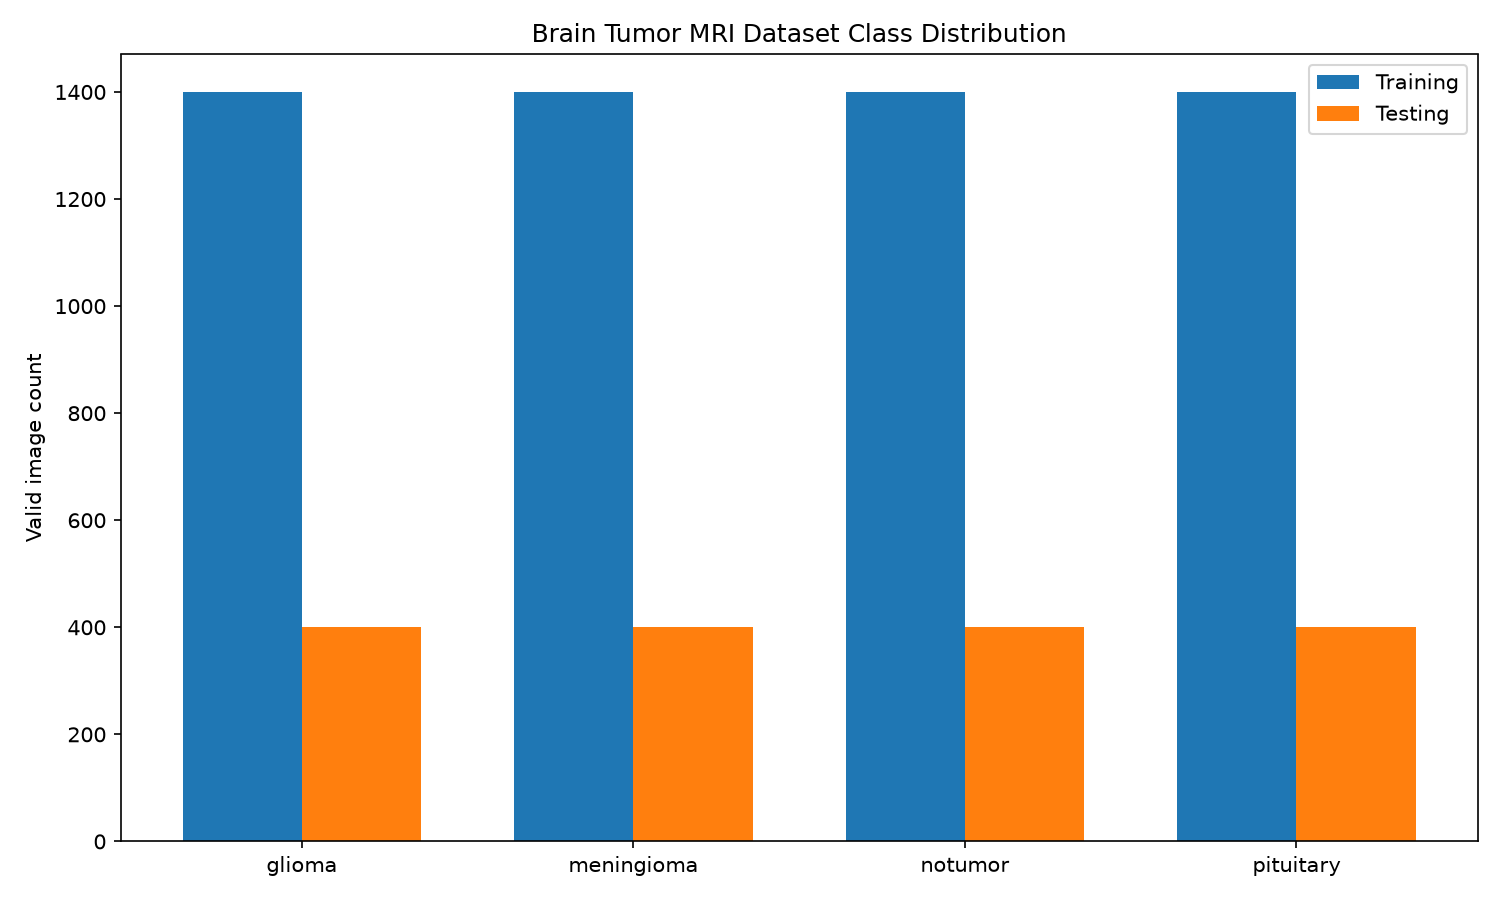 Brain Tumor MRI Dataset Class Distribution
Training
Testing
Valid image count
1400
1200
1000
800
600
400
200
0
glioma
meningioma
notumor
pituitary